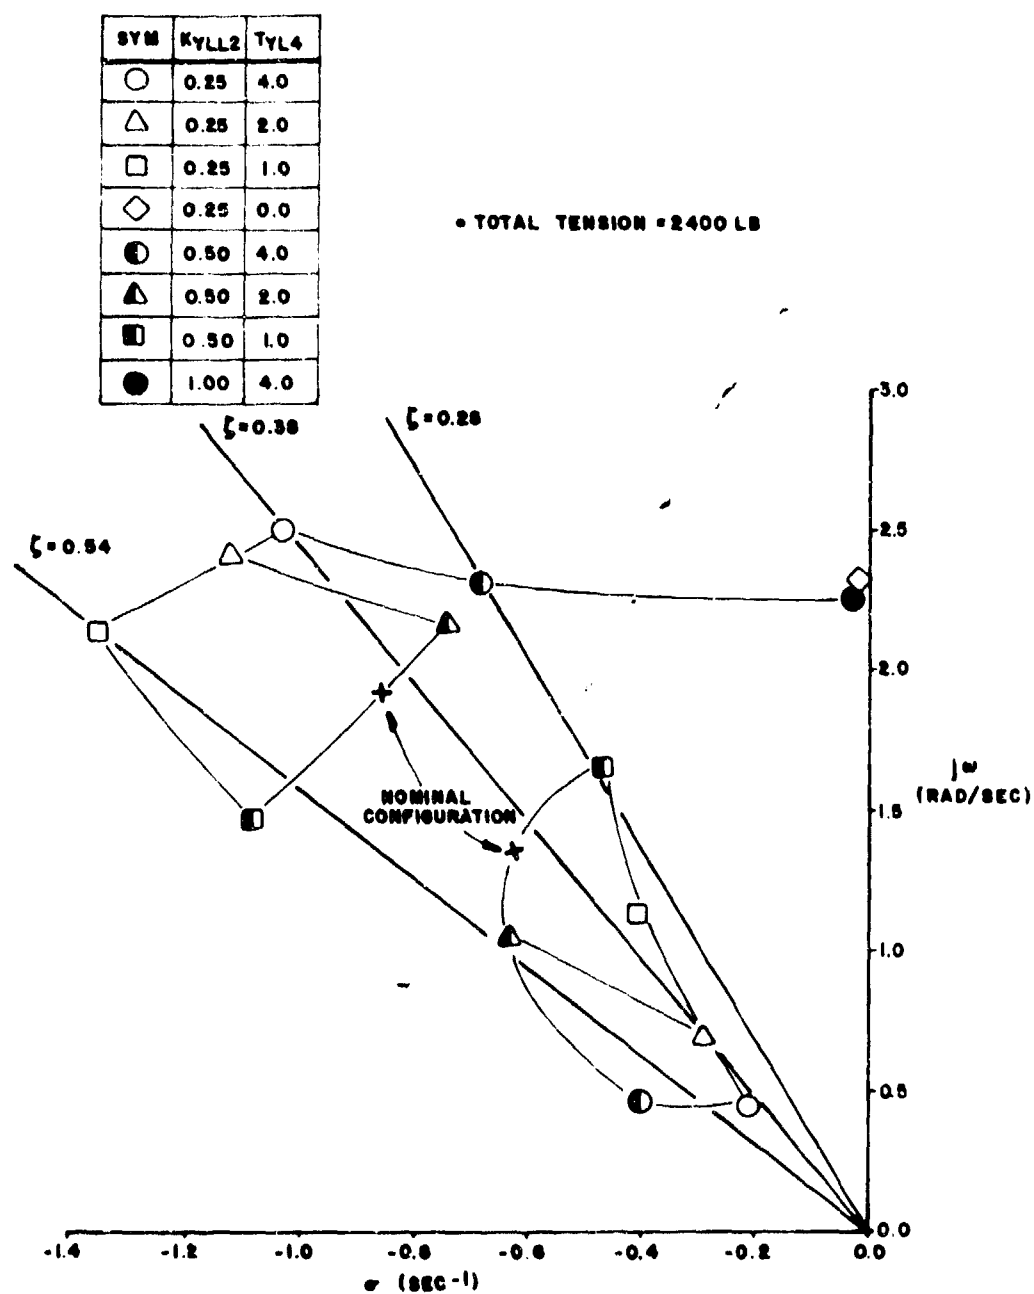 SYM KYLL2 TYL4
0.25 4.0
0.25 2.0
0.25 1.0
0.25 0.0
0.50 4.0
0.50 2.0
0.50 1.0
1.00 4.0
• TOTAL TENSION = 2400 LB
ζ=0.38
ζ=0.28
ζ=0.54
3.0
2.5
2.0
jω
(RAD/SEC)
1.5
NOMINAL
CONFIGURATION
1.0
0.5
0.0
-1.4 -1.2 -1.0 -0.8 -0.6 -0.4 -0.2 0.0
σ (SEC-1)